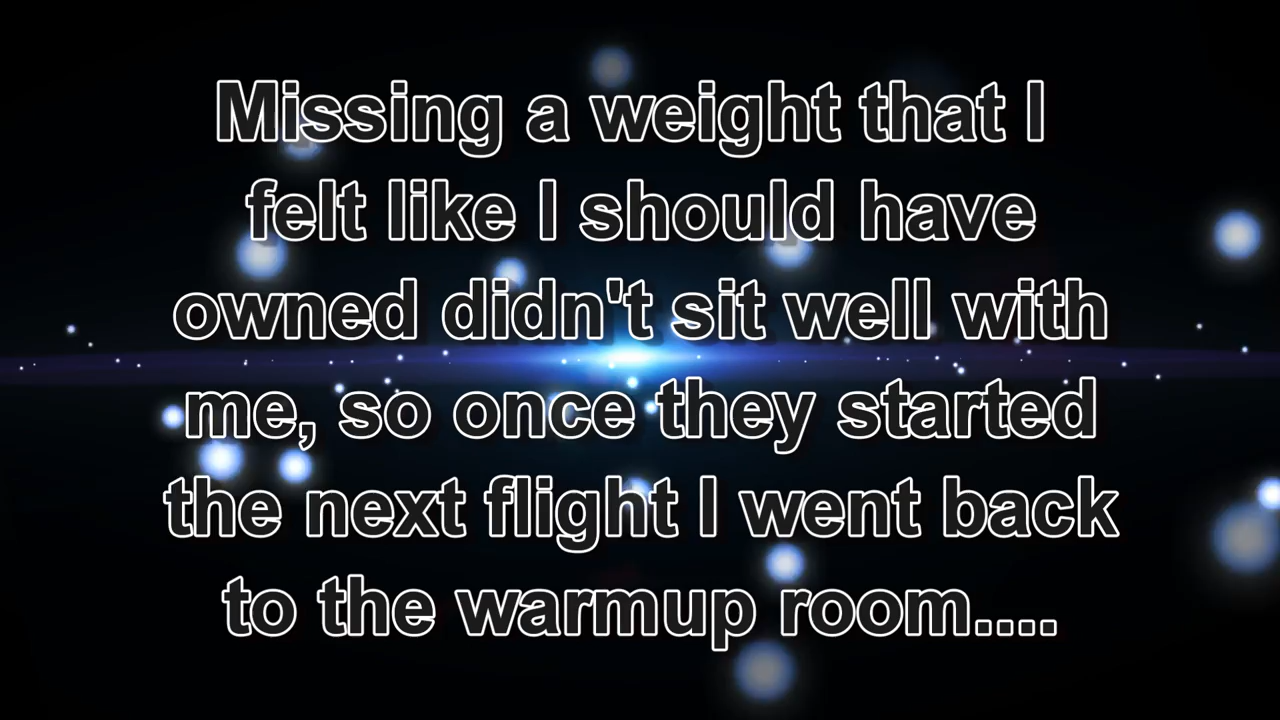 Missing a weight that I
felt like I should have
owned didn't sit well with
me, so once they started
the next flight I went back
to the warmup room....